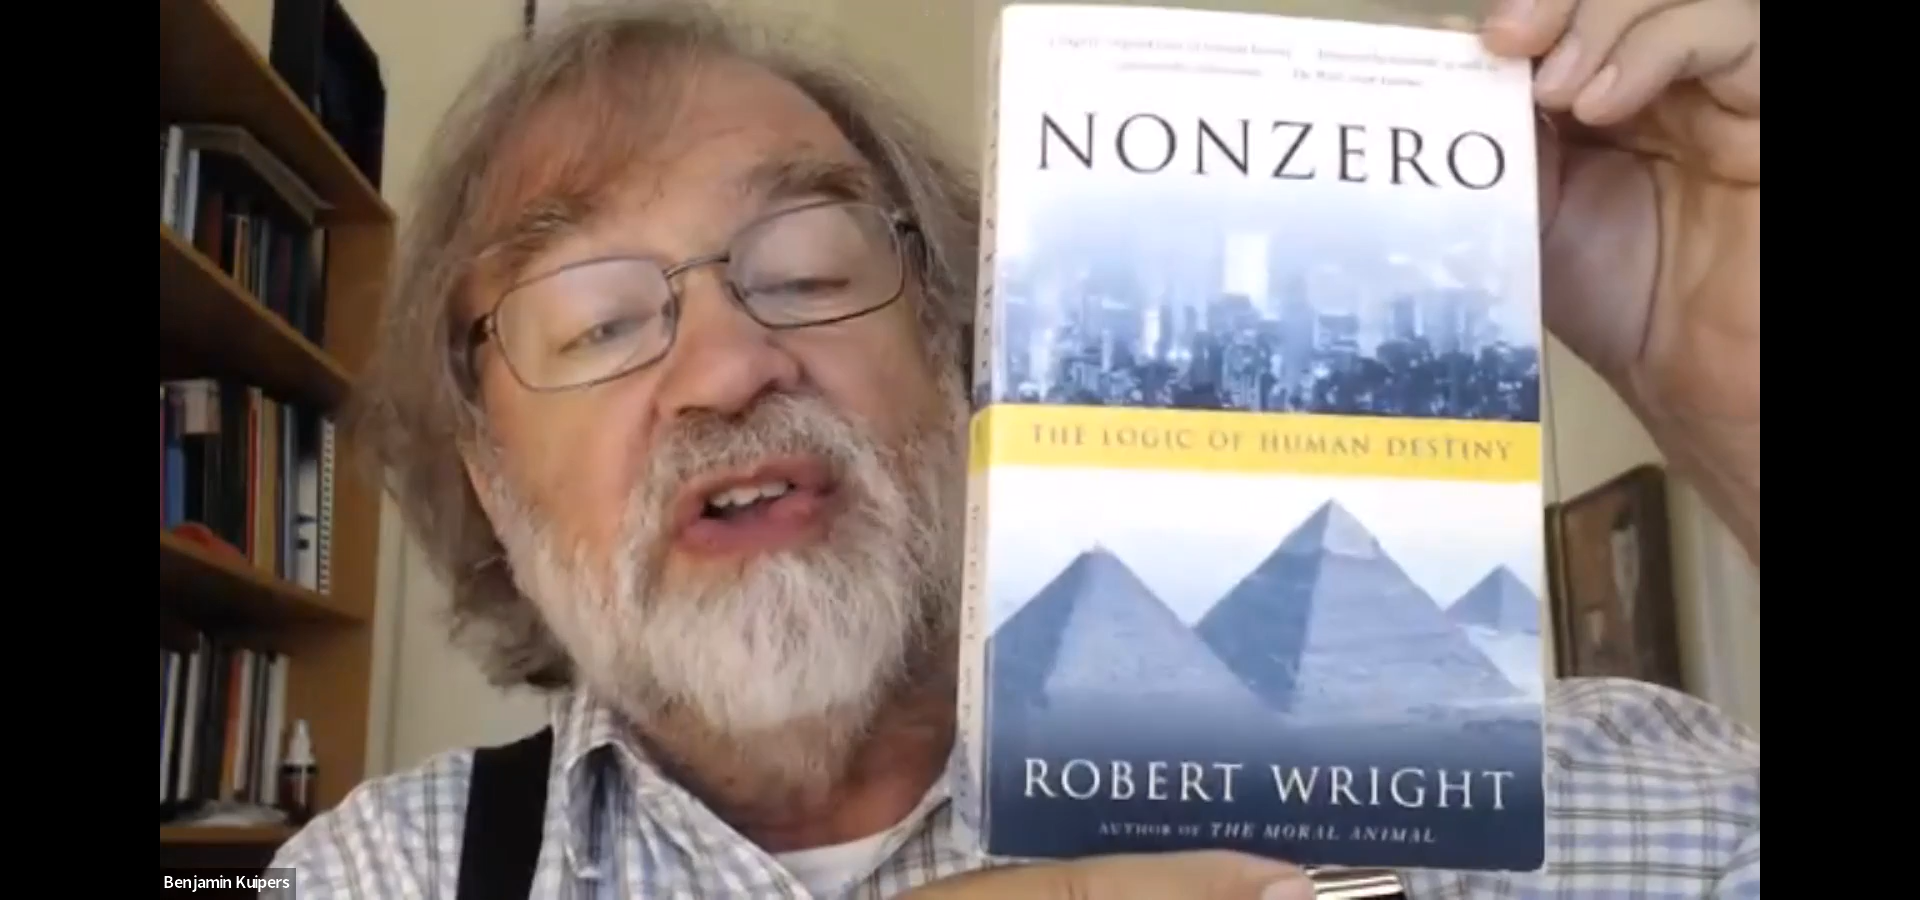 NONZERO
THE LOGIC OF HUMAN DESTINY
ROBERT WRIGHT
AUTHOR OF THE MORAL ANIMAL
Benjamin Kuipers